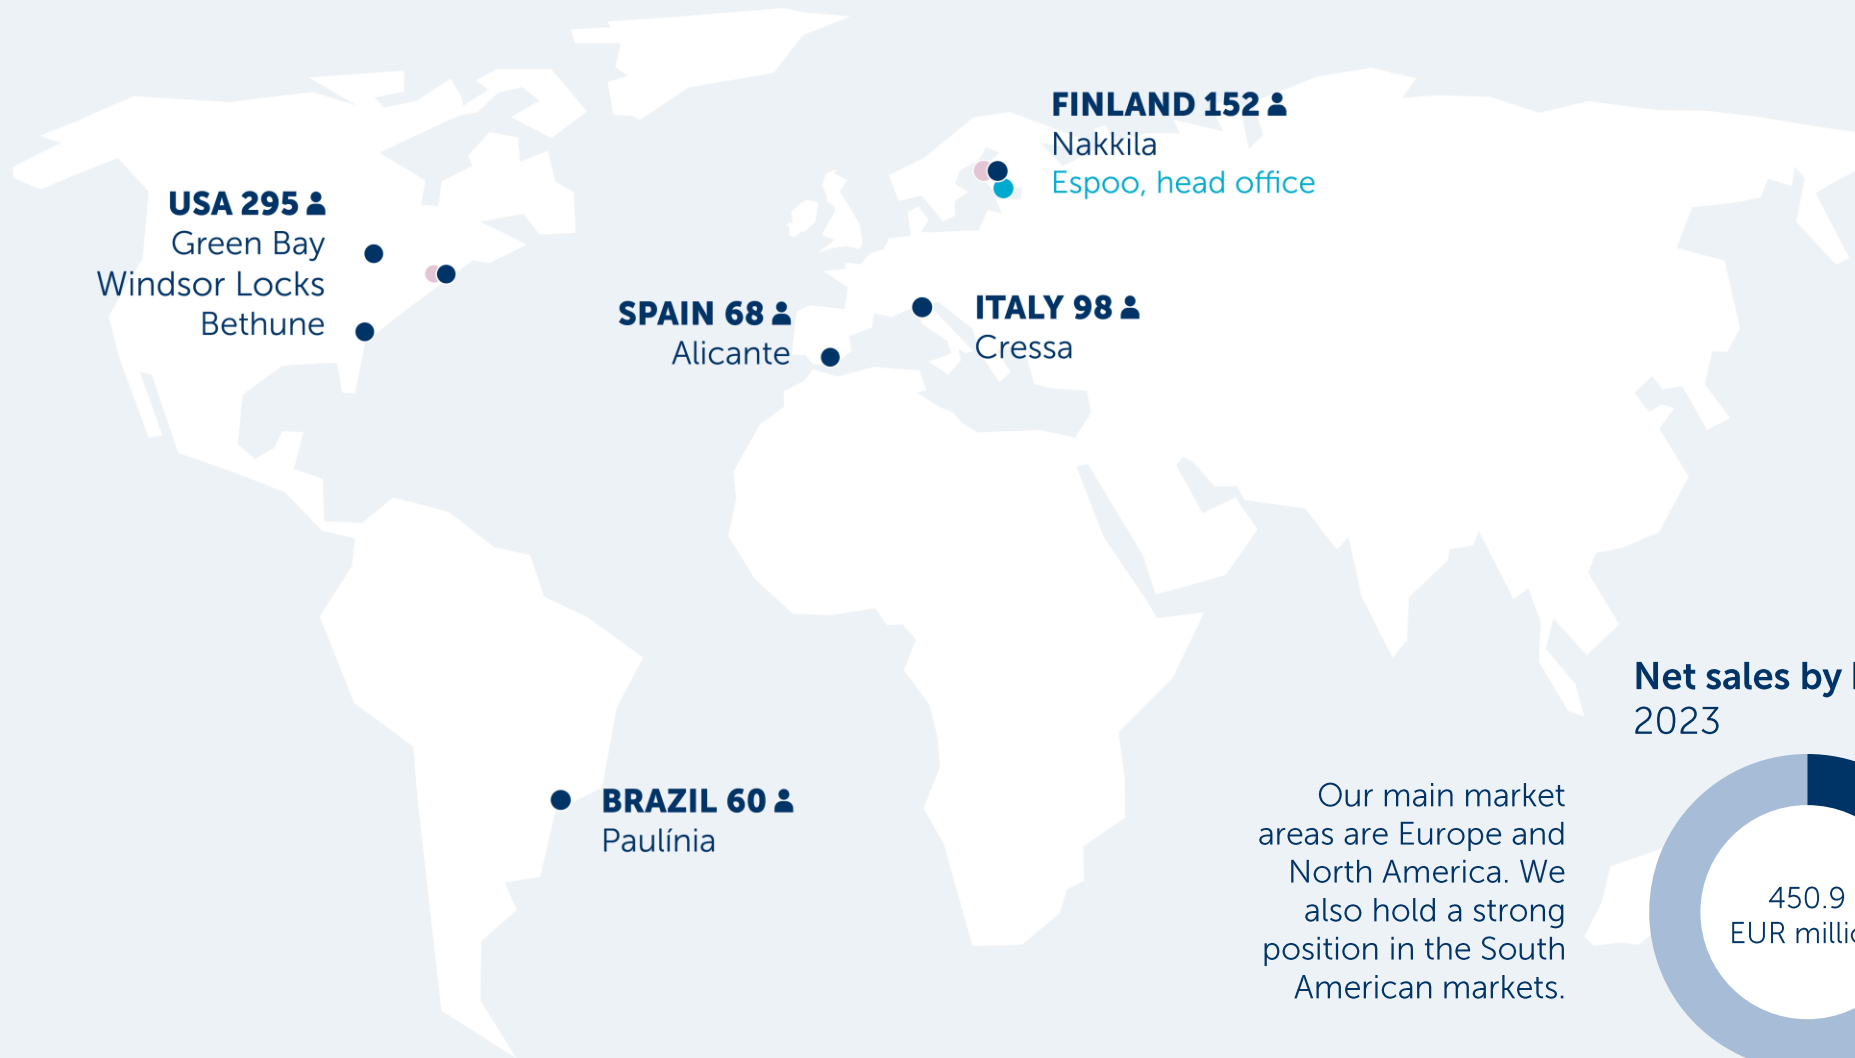 FINLAND 152
Nakkila
Espoo, head office
USA 295
Green Bay
Windsor Locks
Bethune
SPAIN 68
Alicante
ITALY 98
Cressa
BRAZIL 60
Paulínia
Our main market
areas are Europe and
North America. We
also hold a strong
position in the South
American markets.
Net sales by
2023
450.9
EUR